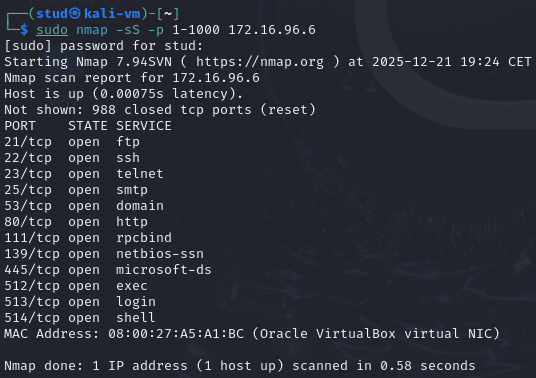 ┌──(stud㉿kali-vm)-[~]
└─$ sudo nmap -sS -p 1-1000 172.16.96.6
[sudo] password for stud:
Starting Nmap 7.94SVN ( https://nmap.org ) at 2025-12-21 19:24 CET
Nmap scan report for 172.16.96.6
Host is up (0.00075s latency).
Not shown: 988 closed tcp ports (reset)
PORT    STATE SERVICE
21/tcp  open  ftp
22/tcp  open  ssh
23/tcp  open  telnet
25/tcp  open  smtp
53/tcp  open  domain
80/tcp  open  http
111/tcp open  rpcbind
139/tcp open  netbios-ssn
445/tcp open  microsoft-ds
512/tcp open  exec
513/tcp open  login
514/tcp open  shell
MAC Address: 08:00:27:A5:A1:BC (Oracle VirtualBox virtual NIC)
Nmap done: 1 IP address (1 host up) scanned in 0.58 seconds